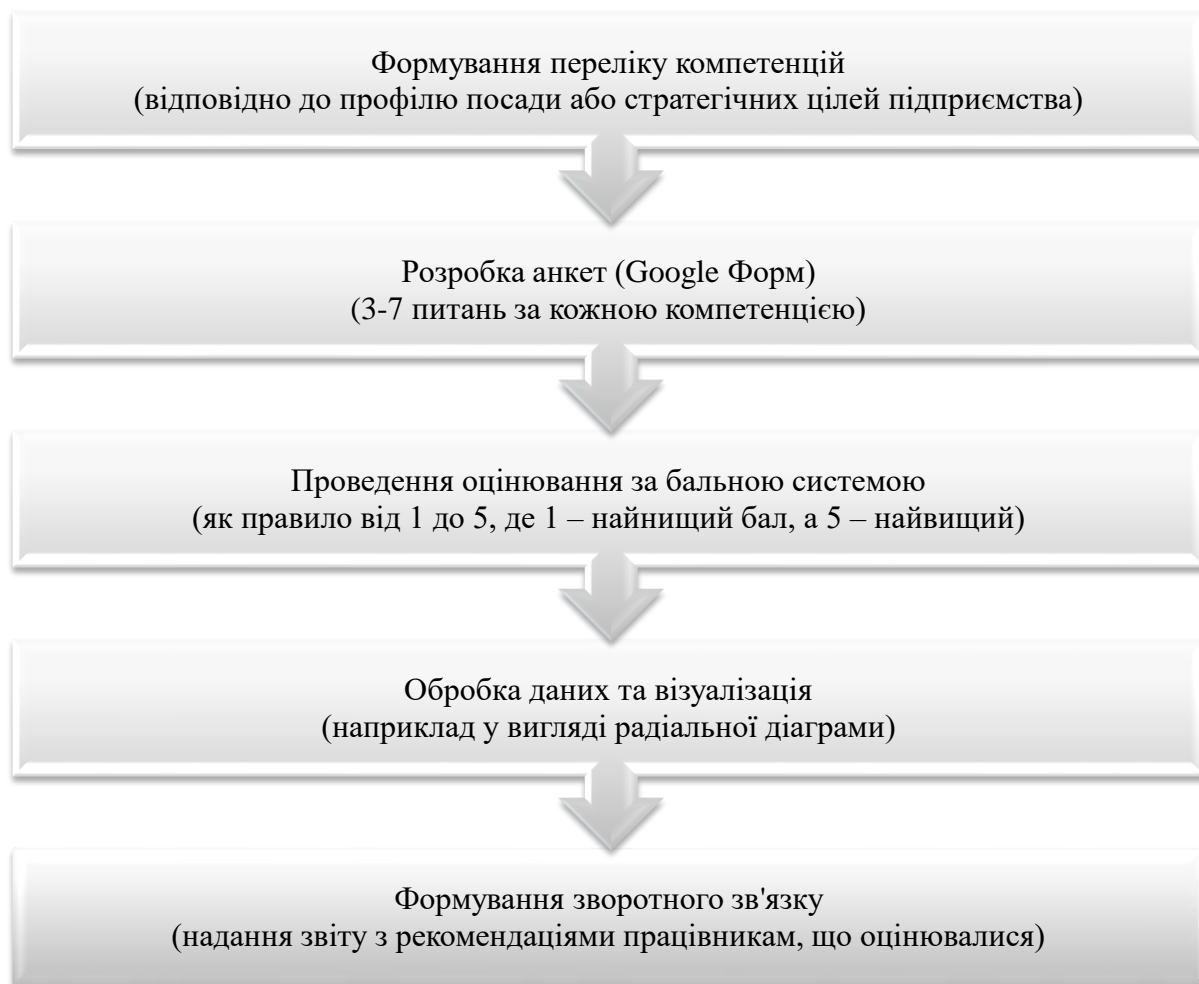 Формування переліку компетенцій
(відповідно до профілю посади або стратегічних цілей підприємства)
Розробка анкет (Google Форм)
(3-7 питань за кожною компетенцією)
Проведення оцінювання за бальною системою
(як правило від 1 до 5, де 1 – найнищий бал, а 5 – найвищий)
Обробка даних та візуалізація
(наприклад у вигляді радіальної діаграми)
Формування зворотного зв'язку
(надання звіту з рекомендаціями працівникам, що оцінювалися)